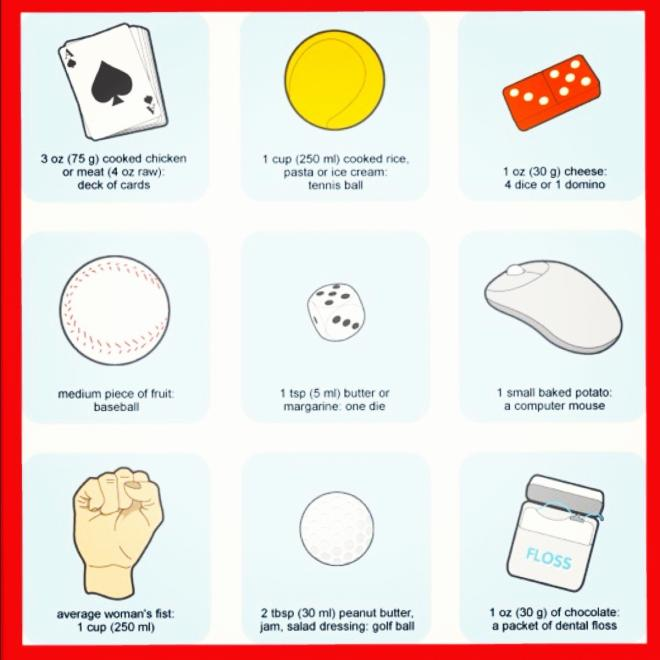 A
A
3 oz (75 g) cooked chicken
or meat (4 oz raw):
deck of cards
1 cup (250 ml) cooked rice,
pasta or ice cream:
tennis ball
1 oz (30 g) cheese:
4 dice or 1 domino
medium piece of fruit:
baseball
1 tsp (5 ml) butter or
margarine: one die
1 small baked potato:
a computer mouse
FLOSS
average woman's fist:
1 cup (250 ml)
2 tbsp (30 ml) peanut butter,
jam, salad dressing: golf ball
1 oz (30 g) of chocolate:
a packet of dental floss